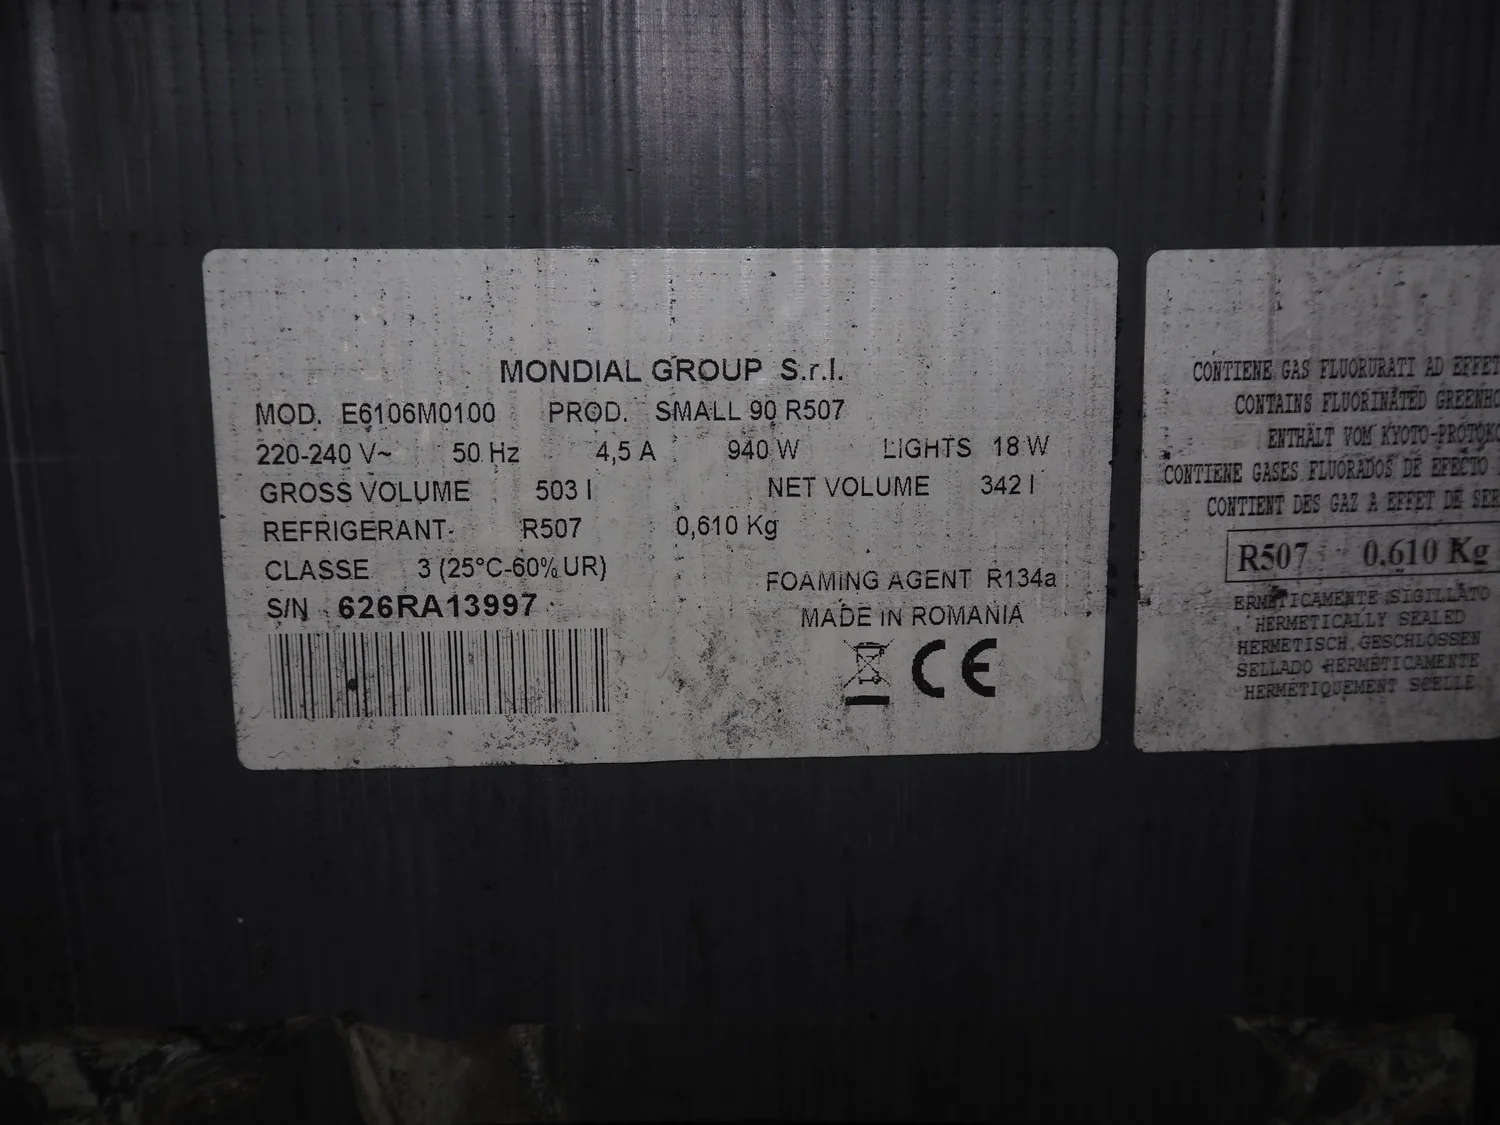 MONDIAL GROUP S.r.l.
MOD. E6106M0100 PROD. SMALL 90 R507
220-240 V~ 50 Hz 4,5 A 940 W LIGHTS 18 W
GROSS VOLUME 503 l NET VOLUME 342 l
REFRIGERANT R507 0,610 Kg
CLASSE 3 (25°C-60% UR)
FOAMING AGENT R134a
S/N 626RA13997
MADE IN ROMANIA
CE
CONTIENE GAS FLUORURATI AD
CONTAINS FLUORINATED
ENTHÄLT VOM
CONTIENE GASES FLUORADOS DE EFECTO
CONTIENT DES GAZ A EFFET DE
R507 0,610 Kg
ERMETICAMENTE SIGILLATO
HERMETICALLY SEALED
HERMETISCH GESCHLOSSEN
SELLADO HERMETICAMENTE
HERMETIQUEMENT SCELLE